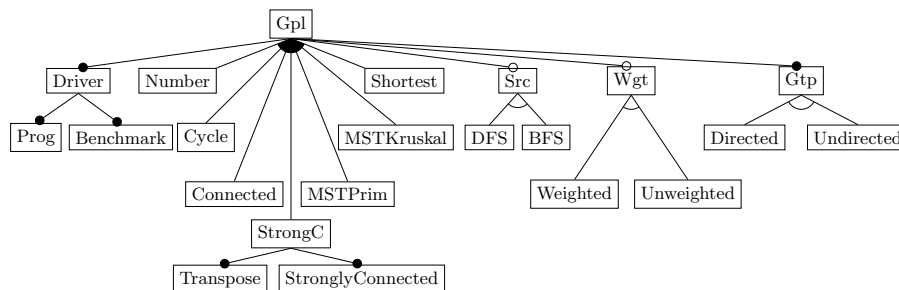 Gpl
Driver
Number
Shortest
Src
Wgt
Gtp
Prog
Benchmark
Cycle
MSTKruskal
DFS
BFS
Directed
Undirected
Connected
MSTPrim
Weighted
Unweighted
StrongC
Transpose
StronglyConnected